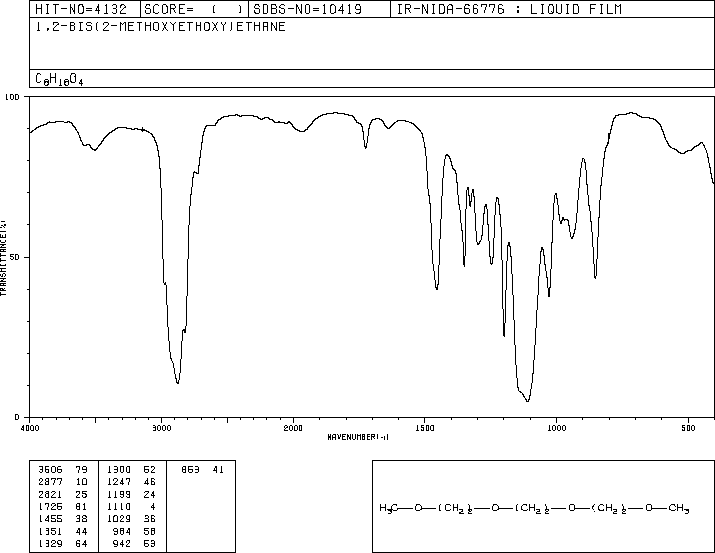 HIT-NO=4132 SCORE= ( ) SDBS-NO=10419 IR-NIDA-66776 : LIQUID FILM
1,2-BIS(2-METHOXYETHOXY)ETHANE
C8H18O4
100
50
0
TRANSMITTANCE(%)
4000 3000 2000 1500 1000 500
WAVENUMBER(-1)
3506 79 1300 52 853 41
2877 10 1247 46
2821 25 1199 24
1725 81 1110 4
1455 38 1029 36
1351 44 984 58
1329 64 942 53
H3C—O—(CH2)2—O—(CH2)2—O—(CH2)2—O—CH3